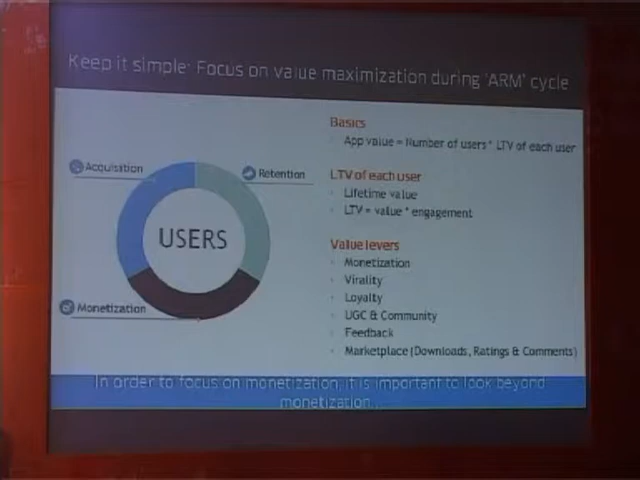 Keep it simple: Focus on value maximization during 'ARM' cycle
Acquisition
Retention
USERS
Monetization
Basics
App value = Number of users * LTV of each user
LTV of each user
Lifetime value
LTV = value * engagement
Value levers
Monetization
Virality
Loyalty
UGC & Community
Feedback
Marketplace (Downloads, Ratings & Comments)
In order to focus on monetization, it is important to look beyond
monetization...